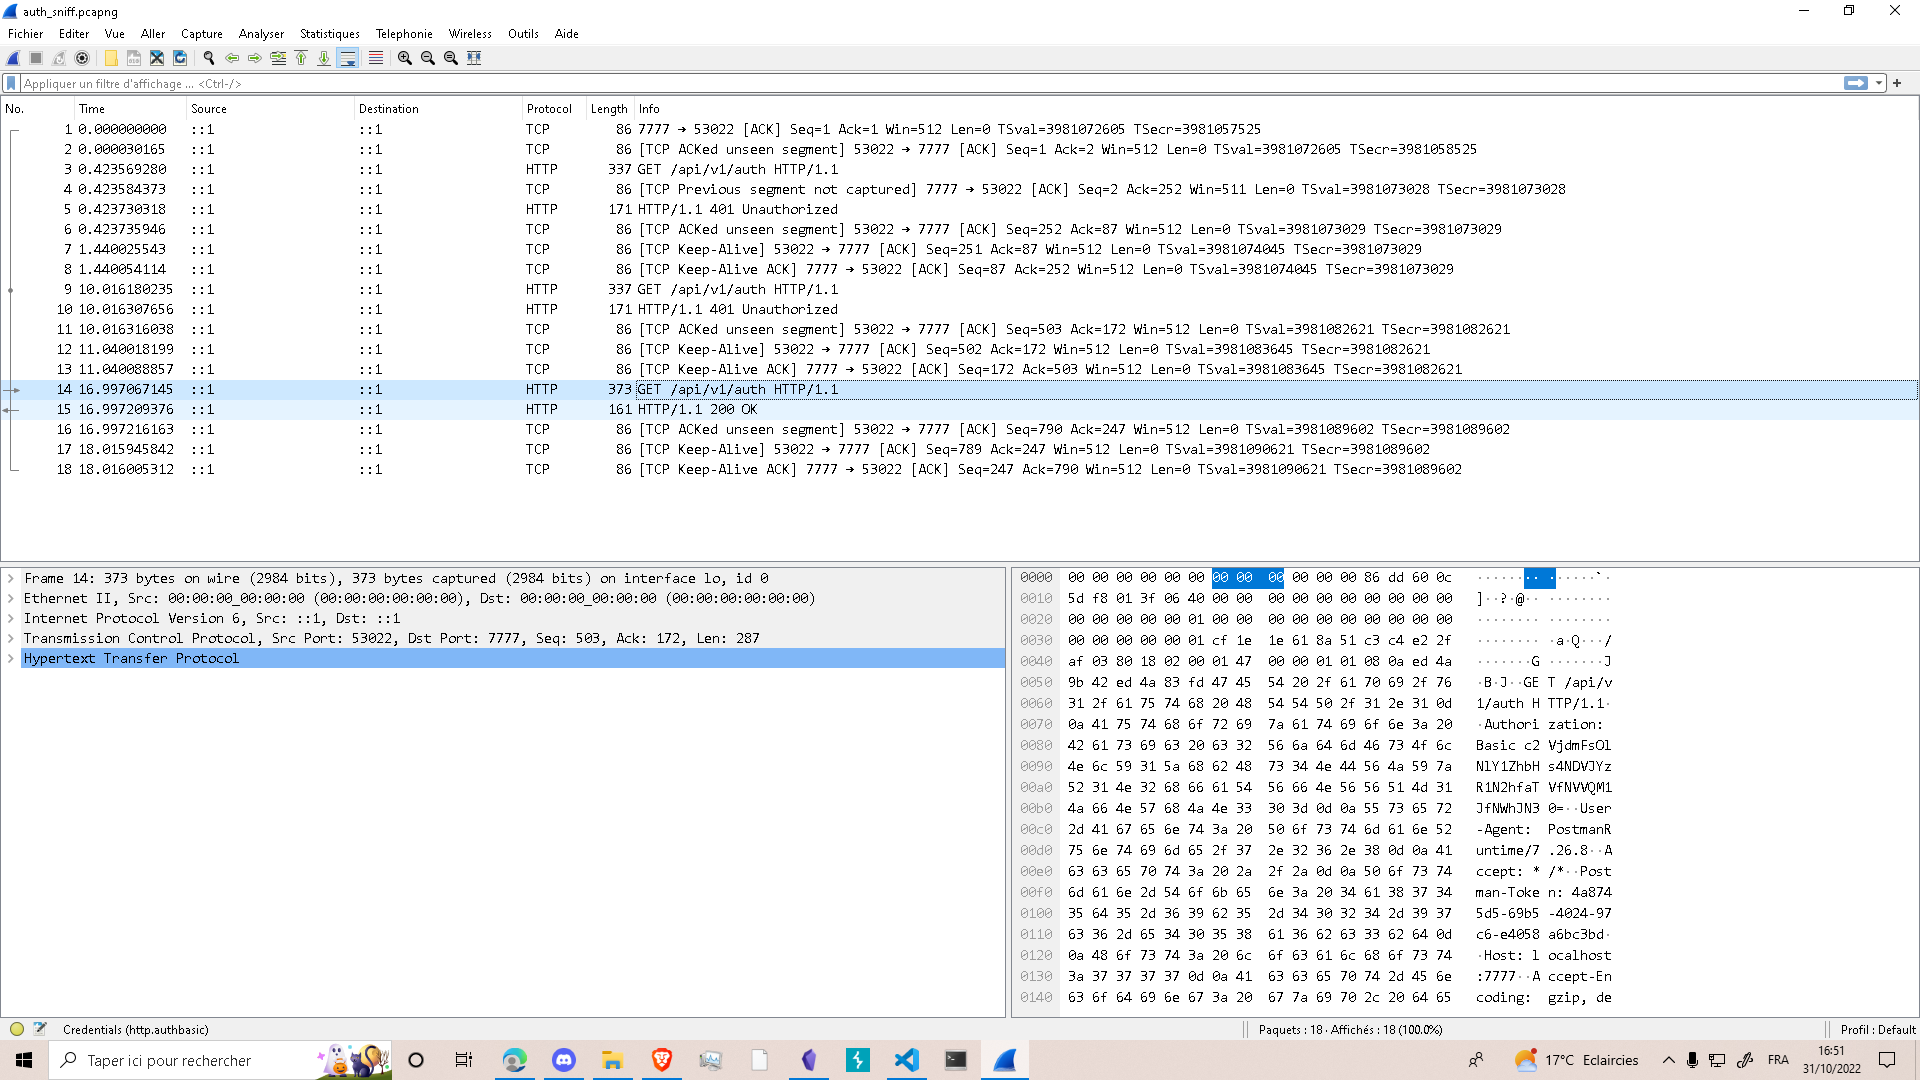 auth_sniff.pcapng
Fichier Editer Vue Aller Capture Analyser Statistiques Telephonie Wireless Outils Aide
Appliquer un filtre d'affichage ... <Ctrl-/>
No. Time Source Destination Protocol Length Info
1 0.000000000 ::1 ::1 TCP 86 7777 → 53022 [ACK] Seq=1 Ack=1 Win=512 Len=0 TSval=3981072605 TSecr=3981057525
2 0.000030165 ::1 ::1 TCP 86 [TCP ACKed unseen segment] 53022 → 7777 [ACK] Seq=1 Ack=2 Win=512 Len=0 TSval=3981072605 TSecr=3981058525
3 0.423569280 ::1 ::1 HTTP 337 GET /api/v1/auth HTTP/1.1
4 0.423584373 ::1 ::1 TCP 86 [TCP Previous segment not captured] 7777 → 53022 [ACK] Seq=2 Ack=252 Win=511 Len=0 TSval=3981073028 TSecr=3981073028
5 0.423730318 ::1 ::1 HTTP 171 HTTP/1.1 401 Unauthorized
6 0.423735946 ::1 ::1 TCP 86 [TCP ACKed unseen segment] 53022 → 7777 [ACK] Seq=252 Ack=87 Win=512 Len=0 TSval=3981073029 TSecr=3981073029
7 1.440025543 ::1 ::1 TCP 86 [TCP Keep-Alive] 53022 → 7777 [ACK] Seq=251 Ack=87 Win=512 Len=0 TSval=3981074045 TSecr=3981073029
8 1.440054114 ::1 ::1 TCP 86 [TCP Keep-Alive ACK] 7777 → 53022 [ACK] Seq=87 Ack=252 Win=512 Len=0 TSval=3981074045 TSecr=3981073029
9 10.016180235 ::1 ::1 HTTP 337 GET /api/v1/auth HTTP/1.1
10 10.016307656 ::1 ::1 HTTP 171 HTTP/1.1 401 Unauthorized
11 10.016316038 ::1 ::1 TCP 86 [TCP ACKed unseen segment] 53022 → 7777 [ACK] Seq=503 Ack=172 Win=512 Len=0 TSval=3981082621 TSecr=3981082621
12 11.040018199 ::1 ::1 TCP 86 [TCP Keep-Alive] 53022 → 7777 [ACK] Seq=502 Ack=172 Win=512 Len=0 TSval=3981083645 TSecr=3981082621
13 11.040088857 ::1 ::1 TCP 86 [TCP Keep-Alive ACK] 7777 → 53022 [ACK] Seq=172 Ack=503 Win=512 Len=0 TSval=3981083645 TSecr=3981082621
14 16.997067145 ::1 ::1 HTTP 373 GET /api/v1/auth HTTP/1.1
15 16.997209376 ::1 ::1 HTTP 161 HTTP/1.1 200 OK
16 16.997216163 ::1 ::1 TCP 86 [TCP ACKed unseen segment] 53022 → 7777 [ACK] Seq=790 Ack=247 Win=512 Len=0 TSval=3981089602 TSecr=3981089602
17 18.015945842 ::1 ::1 TCP 86 [TCP Keep-Alive] 53022 → 7777 [ACK] Seq=789 Ack=247 Win=512 Len=0 TSval=3981090621 TSecr=3981089602
18 18.016005312 ::1 ::1 TCP 86 [TCP Keep-Alive ACK] 7777 → 53022 [ACK] Seq=247 Ack=790 Win=512 Len=0 TSval=3981090621 TSecr=3981089602
Frame 14: 373 bytes on wire (2984 bits), 373 bytes captured (2984 bits) on interface lo, id 0
Ethernet II, Src: 00:00:00_00:00:00 (00:00:00:00:00:00), Dst: 00:00:00_00:00:00 (00:00:00:00:00:00)
Internet Protocol Version 6, Src: ::1, Dst: ::1
Transmission Control Protocol, Src Port: 53022, Dst Port: 7777, Seq: 503, Ack: 172, Len: 287
Hypertext Transfer Protocol
0000 00 00 00 00 00 00 00 00 00 00 00 00 86 dd 60 0c ······ ·· ·····`·
0010 5d f8 01 3f 06 40 00 00 00 00 00 00 00 00 00 00 ]··?·@·· ········
0020 00 00 00 00 00 01 00 00 00 00 00 00 00 00 00 00 ········ ········
0030 00 00 00 00 00 01 cf 1e 1e 61 8a 51 c3 c4 e2 2f ········ ·a·Q···/
0040 af 03 80 18 02 00 01 47 00 00 01 01 08 0a ed 4a ·······G ·······J
0050 9b 42 ed 4a 83 fd 47 45 54 20 2f 61 70 69 2f 76 ·B·J··GE T /api/v
0060 31 2f 61 75 74 68 20 48 54 54 50 2f 31 2e 31 0d 1/auth H TTP/1.1·
0070 0a 41 75 74 68 6f 72 69 7a 61 74 69 6f 6e 3a 20 ·Authori zation:
0080 42 61 73 69 63 20 63 32 56 6a 64 6d 46 73 4f 6c Basic c2 VjdmFsOl
0090 4e 6c 59 31 5a 68 62 48 73 34 4e 44 56 4a 59 7a NlY1ZhbH s4NDVJYz
00a0 52 31 4e 32 68 66 61 54 56 66 4e 56 56 51 4d 31 R1N2hfaT VfNVVQM1
00b0 4a 66 4e 57 68 4a 4e 33 30 3d 0d 0a 55 73 65 72 JfNWhJN3 0=··User
00c0 2d 41 67 65 6e 74 3a 20 50 6f 73 74 6d 61 6e 52 -Agent: PostmanR
00d0 75 6e 74 69 6d 65 2f 37 2e 32 36 2e 38 0d 0a 41 untime/7 .26.8··A
00e0 63 63 65 70 74 3a 20 2a 2f 2a 0d 0a 50 6f 73 74 ccept: * /*··Post
00f0 6d 61 6e 2d 54 6f 6b 65 6e 3a 20 34 61 38 37 34 man-Toke n: 4a874
0100 35 64 35 2d 36 39 62 35 2d 34 30 32 34 2d 39 37 5d5-69b5 -4024-97
0110 63 36 2d 65 34 30 35 38 61 36 62 63 33 62 64 0d c6-e4058 a6bc3bd·
0120 0a 48 6f 73 74 3a 20 6c 6f 63 61 6c 68 6f 73 74 ·Host: l ocalhost
0130 3a 37 37 37 37 0d 0a 41 63 63 65 70 74 2d 45 6e :7777··A ccept-En
0140 63 6f 64 69 6e 67 3a 20 67 7a 69 70 2c 20 64 65 coding: gzip, de
Credentials (http.authbasic)
Paquets : 18 · Affichés : 18 (100.0%)
Profil : Default
Taper ici pour rechercher
17°C Eclaircies
FRA
16:51
31/10/2022